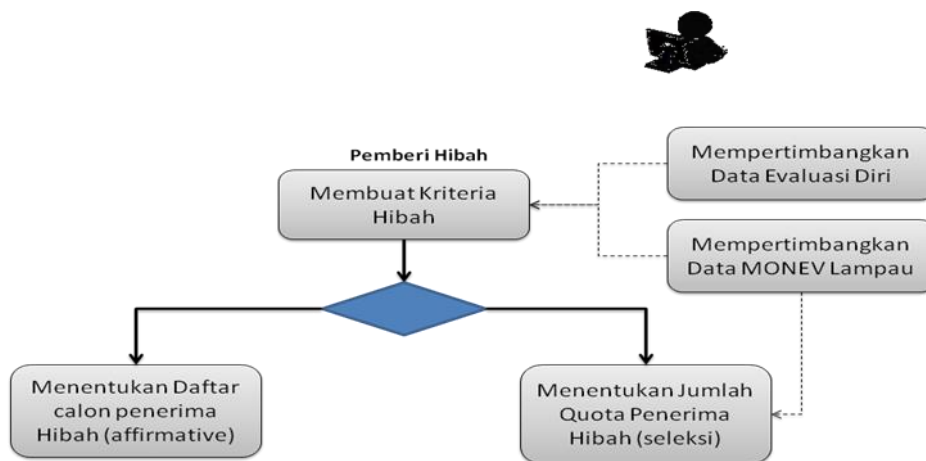 Pemberi Hibah
Membuat Kriteria
Hibah
Mempertimbangkan
Data Evaluasi Diri
Mempertimbangkan
Data MONEV Lampau
Menentukan Daftar
calon penerima
Hibah (affirmative)
Menentukan Jumlah
Quota Penerima
Hibah (seleksi)